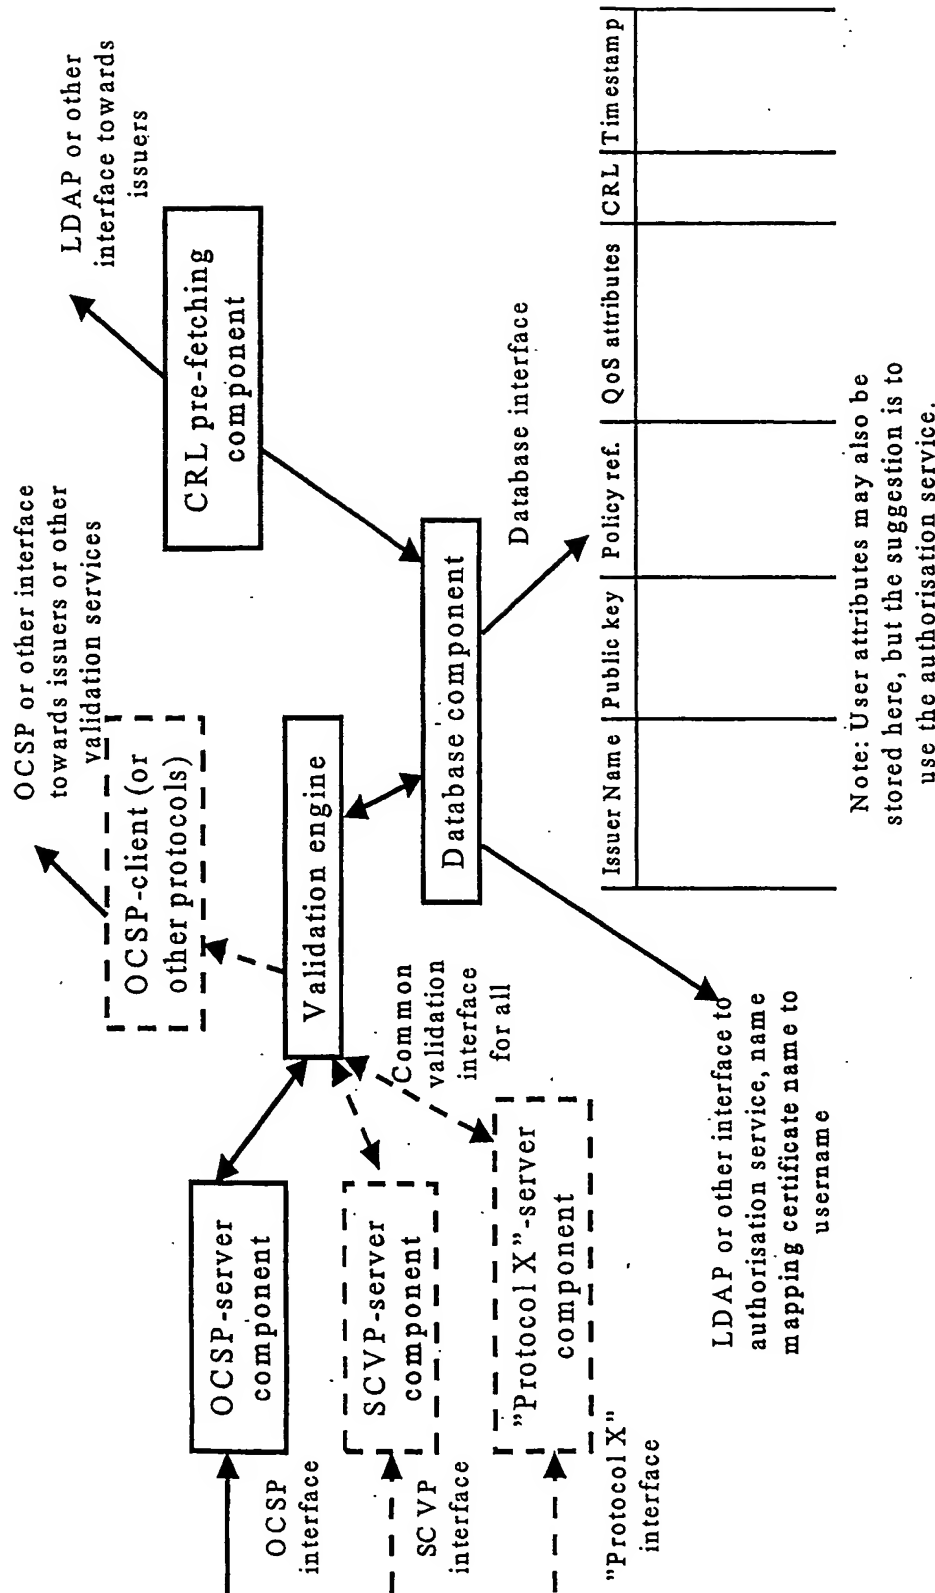 OCSP or other interface
towards issuers or other
validation services
LDAP or other
interface towards
issuers
OCSP-client (or
other protocols)
CRL pre-fetching
component
OCSP-server
component
OCSP
interface
Validation engine
SCVP-server
component
SCVP
interface
Common
validation
interface
for all
Database component
Database interface
"Protocol X"-server
component
"Protocol X"
interface
Issuer Name Public key Policy ref. QoS attributes CRL Timestamp
LDAP or other interface to
authorisation service, name
mapping certificate name to
username
Note: User attributes may also be
stored here, but the suggestion is to
use the authorisation service.